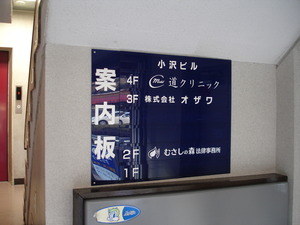 小沢ビル
案内板
4F 道クリニック
3F 株式会社 オザワ
2F むさしの森 法律事務所
1F